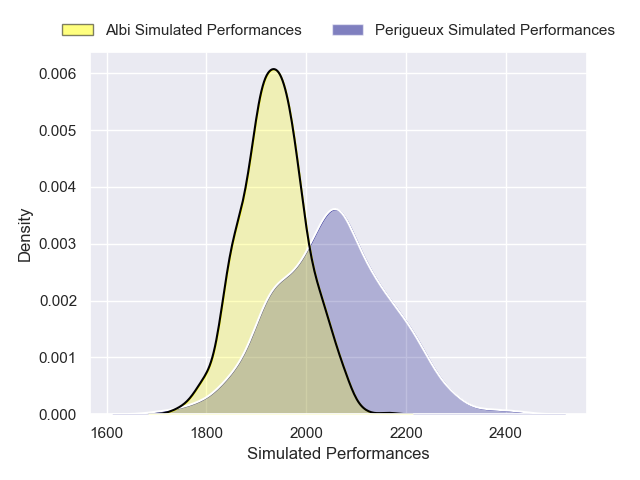 Albi Simulated Performances Perigueux Simulated Performances
0.006
0.005
0.004
0.003
0.002
0.001
0.000
Density
1600 1800 2000 2200 2400
Simulated Performances